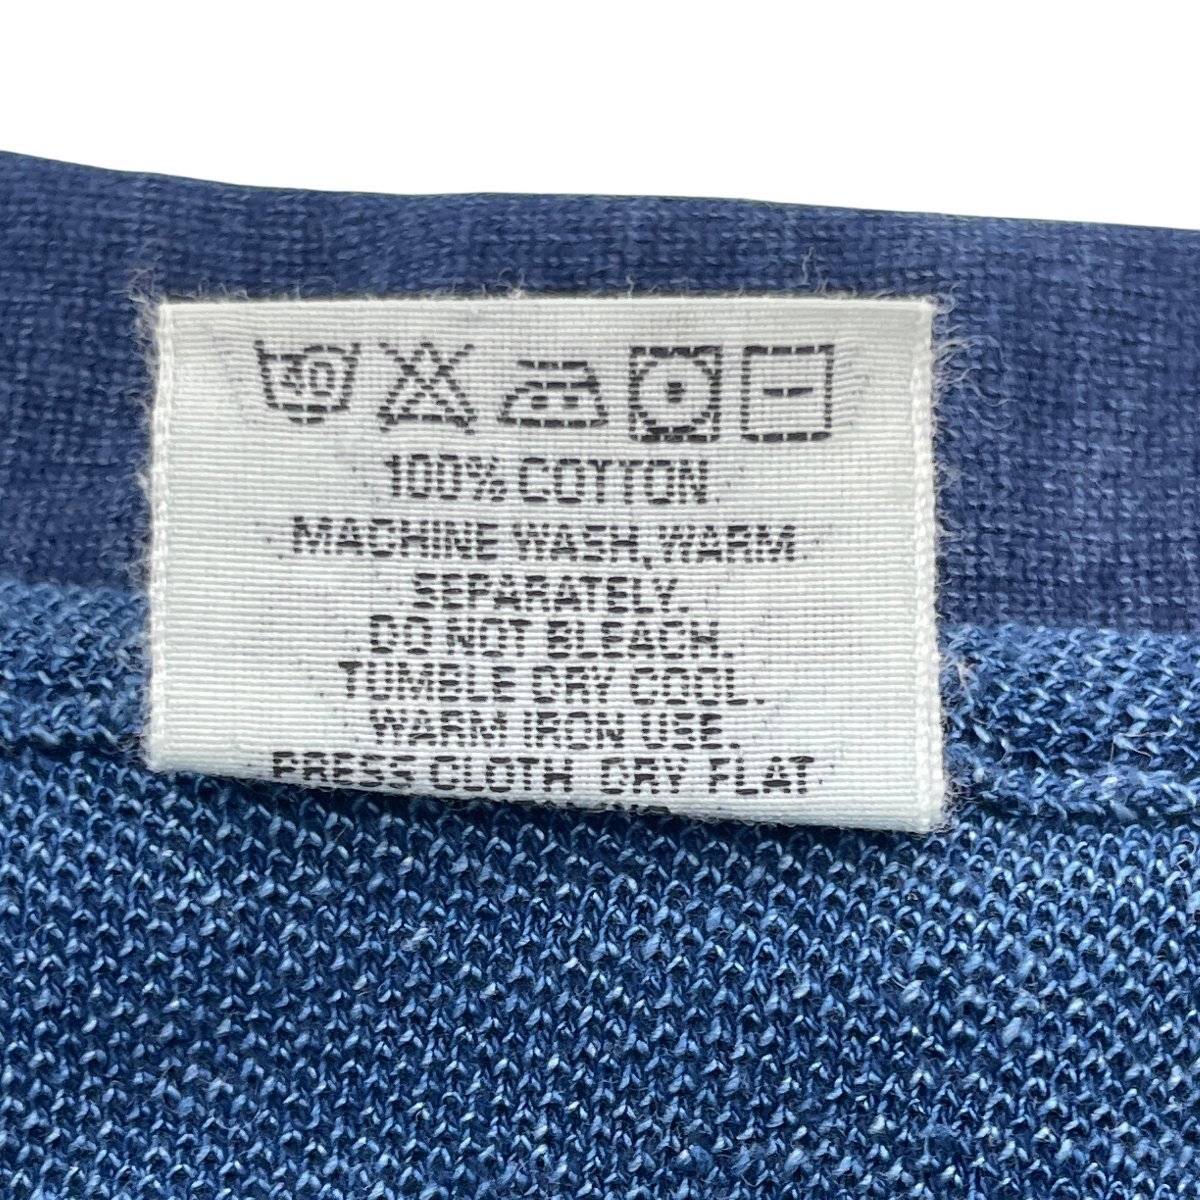 40
100% COTTON
MACHINE WASH, WARM
SEPARATELY.
DO NOT BLEACH.
TUMBLE DRY COOL.
WARM IRON USE.
PRESS CLOTH. DRY FLAT